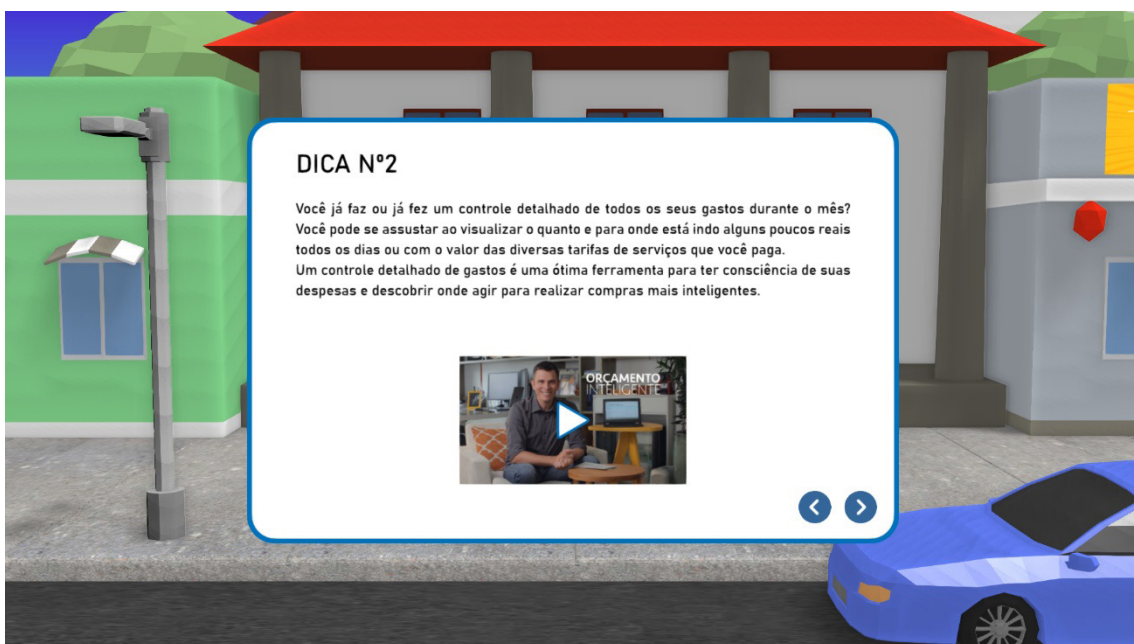 DICA Nº2
Você já faz ou já fez um controle detalhado de todos os seus gastos durante o mês?
Você pode se assustar ao visualizar o quanto e para onde está indo alguns poucos reais
todos os dias ou com o valor das diversas tarifas de serviços que você paga.
Um controle detalhado de gastos é uma ótima ferramenta para ter consciência de suas
despesas e descobrir onde agir para realizar compras mais inteligentes.
ORÇAMENTO
INTELIGENTE